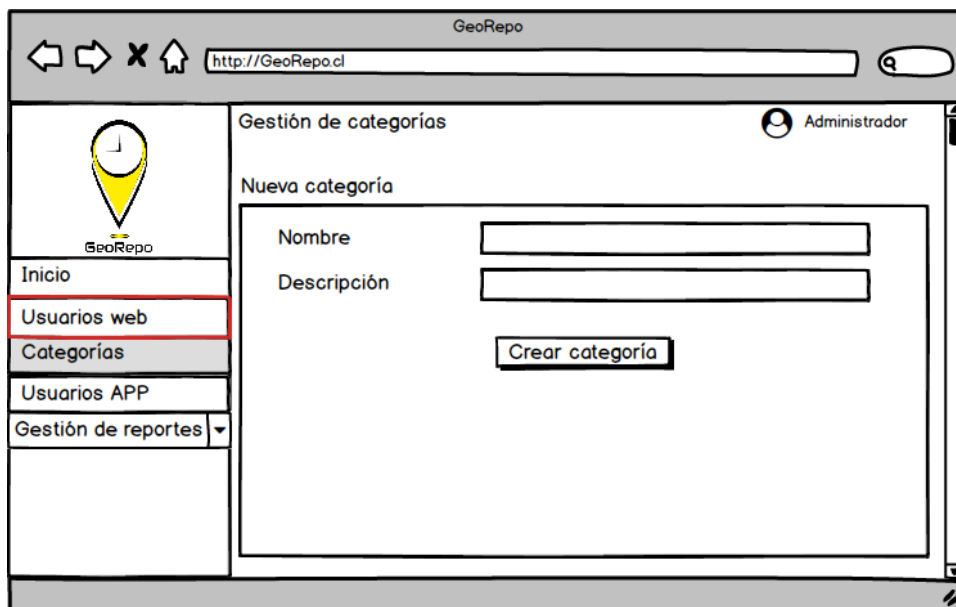 GeoRepo
http://GeoRepo.cl
GeoRepo
Inicio
Usuarios web
Categorías
Usuarios APP
Gestión de reportes
Gestión de categorías
Administrador
Nueva categoría
Nombre
Descripción
Crear categoría